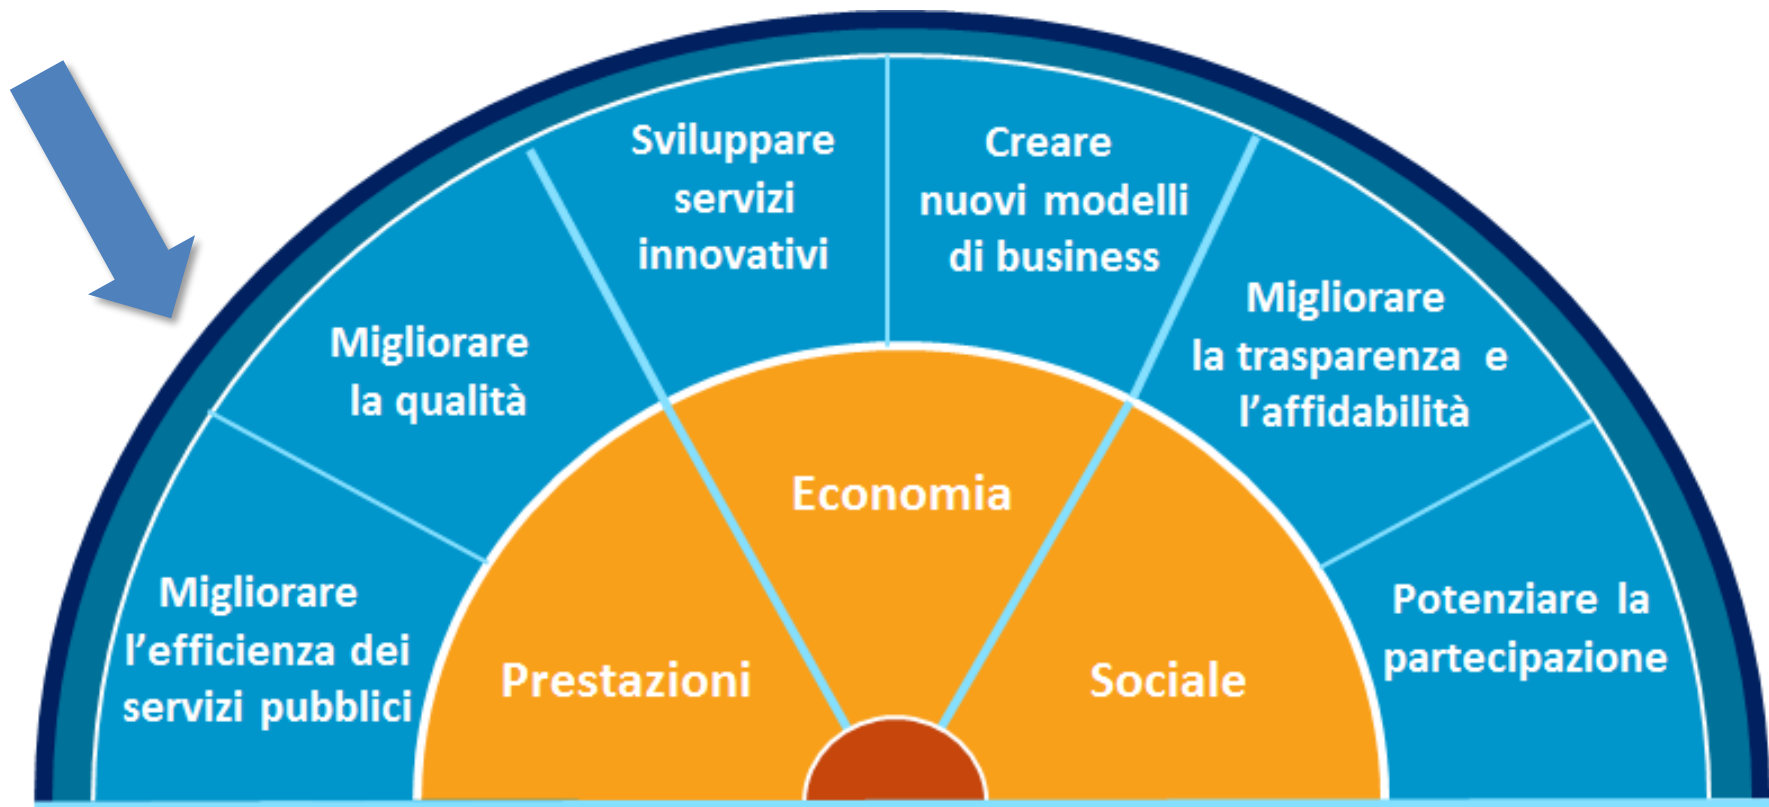 Sviluppare
servizi
innovativi
Creare
nuovi modelli
di business
Migliorare
la qualità
Migliorare
la trasparenza e
l’affidabilità
Economia
Migliorare
l’efficienza dei
servizi pubblici
Prestazioni
Sociale
Potenziare la
partecipazione